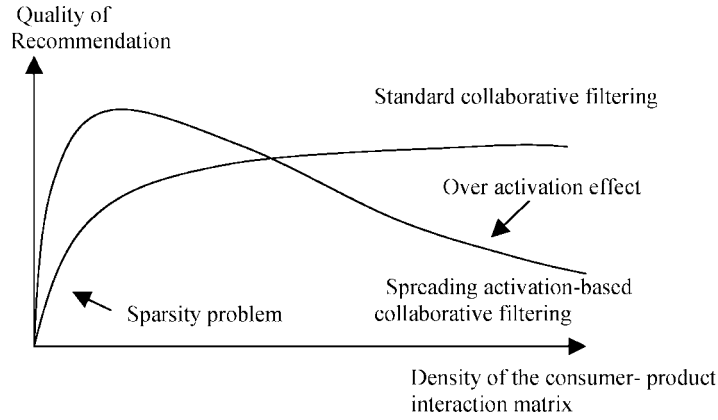 Quality of
Recommendation
Standard collaborative filtering
Over activation effect
Spreading activation-based
collaborative filtering
Sparsity problem
Density of the consumer- product
interaction matrix